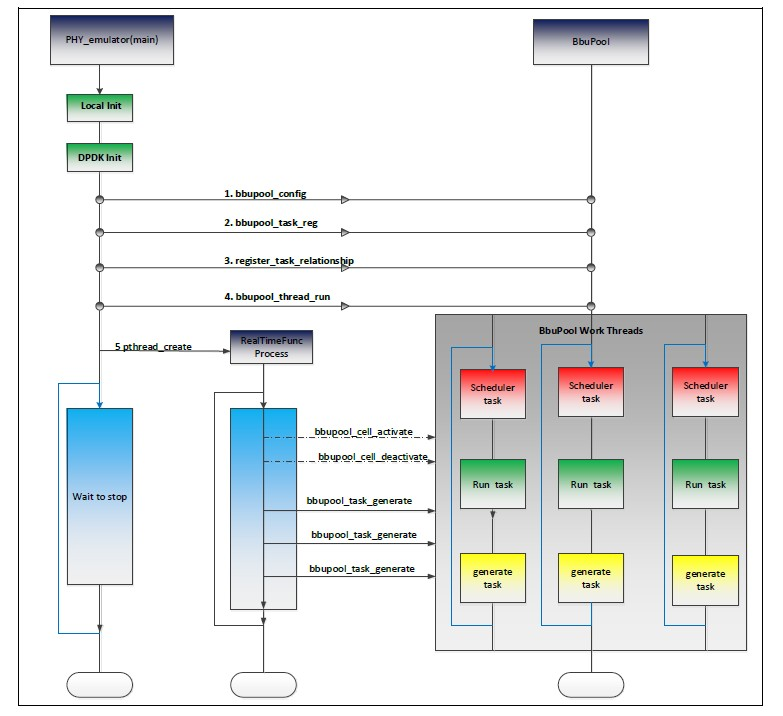 PHY_emulator(main)
BbuPool
Local Init
DPDK Init
1. bbupool_config
2. bbupool_task_reg
3. register_task_relationship
4. bbupool_thread_run
5 pthread_create
RealTimeFunc
Process
BbuPool Work Threads
Scheduler
task
Scheduler
task
Scheduler
task
Wait to stop
bbupool_cell_activate
bbupool_cell_deactivate
bbupool_task_generate
bbupool_task_generate
bbupool_task_generate
Run task
Run task
Run task
generate
task
generate
task
generate
task